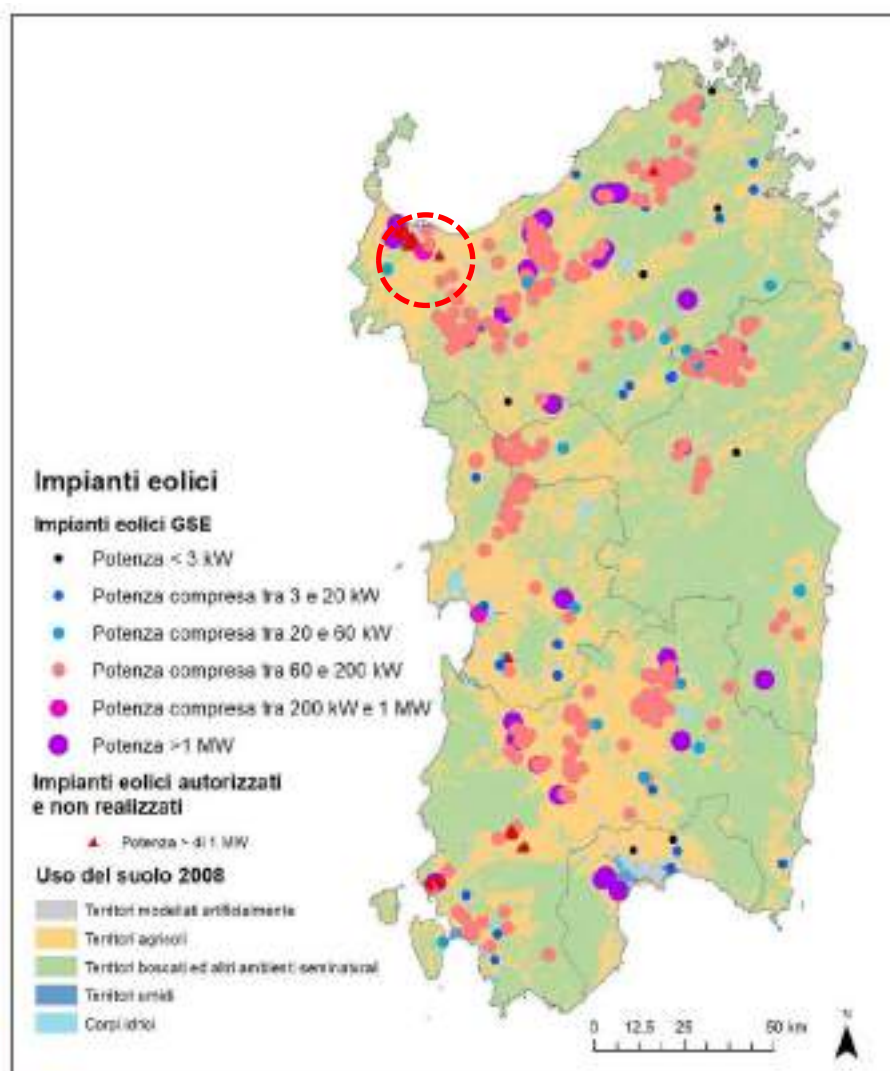 Impianti eolici
Impianti eolici GSE
Potenza < 3 kW
Potenza compresa tra 3 e 20 kW
Potenza compresa tra 20 e 60 kW
Potenza compresa tra 60 e 200 kW
Potenza compresa tra 200 kW e 1 MW
Potenza >1 MW
Impianti eolici autorizzati
e non realizzati
Potenza > di 1 MW
Uso del suolo 2008
Territori modellati artificialmente
Territori agricoli
Territori boscati ed altri ambienti seminaturali
Territori umidi
Corpi idrici
0 12.5 25 50 km
N